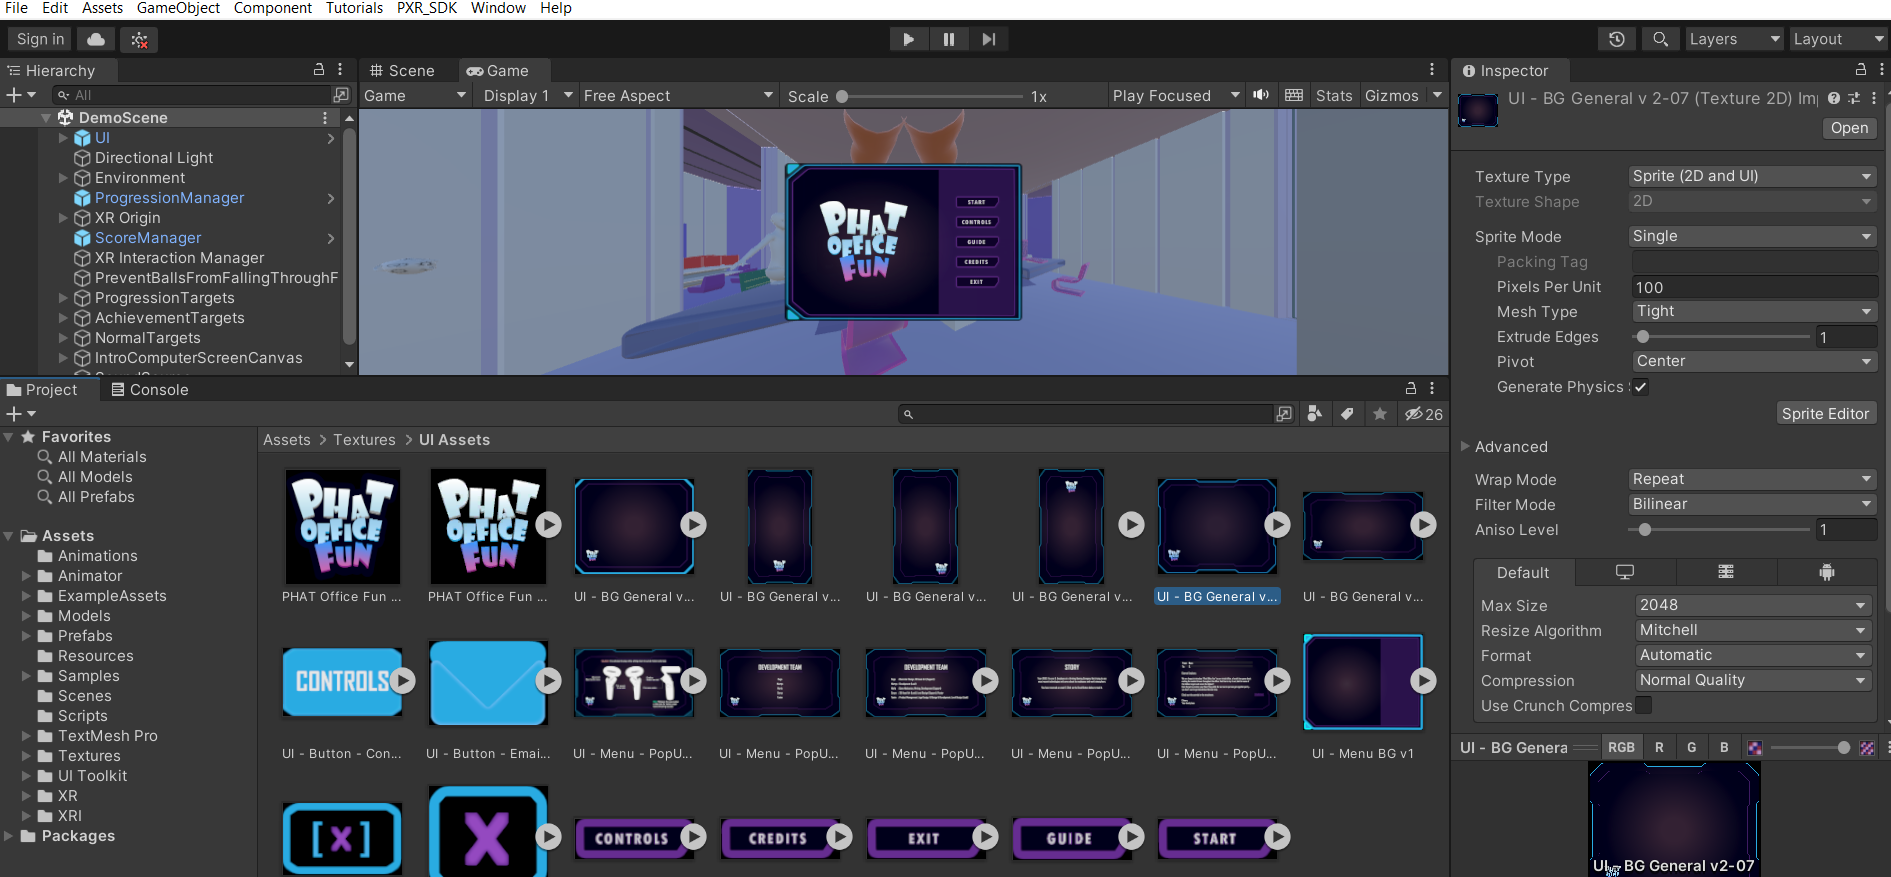 File Edit Assets GameObject Component Tutorials PXR_SDK Window Help
Sign in
Layers
Layout
Hierarchy
Scene
Game
Inspector
All
Game
Display 1
Free Aspect
Scale
1x
Play Focused
Stats
Gizmos
DemoScene
UI
Directional Light
Environment
ProgressionManager
XR Origin
ScoreManager
XR Interaction Manager
PreventBallsFromFallingThroughF
ProgressionTargets
AchievementTargets
NormalTargets
IntroComputerScreenCanvas
PHAT
OFFICE
FUN
START
CONTROLS
GUIDE
CREDITS
EXIT
UI - BG General v 2-07 (Texture 2D) Im
Open
Texture Type
Sprite (2D and UI)
Texture Shape
2D
Sprite Mode
Single
Packing Tag
Pixels Per Unit
100
Mesh Type
Tight
Extrude Edges
1
Pivot
Center
Generate Physics
Sprite Editor
Advanced
Wrap Mode
Repeat
Filter Mode
Bilinear
Aniso Level
1
Default
Max Size
2048
Resize Algorithm
Mitchell
Format
Automatic
Compression
Normal Quality
Use Crunch Compres
UI - BG Genera
RGB R G B
UI - BG General v2-07
Project
Console
26
Favorites
All Materials
All Models
All Prefabs
Assets
Animations
Animator
ExampleAssets
Models
Prefabs
Resources
Samples
Scenes
Scripts
TextMesh Pro
Textures
UI Toolkit
XR
XRI
Packages
Assets > Textures > UI Assets
PHAT
OFFICE
FUN
PHAT
OFFICE
FUN
PHAT Office Fun ...
PHAT Office Fun ...
UI - BG General v...
UI - BG General v...
UI - BG General v...
UI - BG General v...
UI - BG General v...
UI - BG General v...
CONTROLS
DEVELOPMENT TEAM
DEVELOPMENT TEAM
STORY
UI - Button - Con...
UI - Button - Emai...
UI - Menu - PopU...
UI - Menu - PopU...
UI - Menu - PopU...
UI - Menu - PopU...
UI - Menu - PopU...
UI - Menu BG v1
[X]
X
CONTROLS
CREDITS
EXIT
GUIDE
START